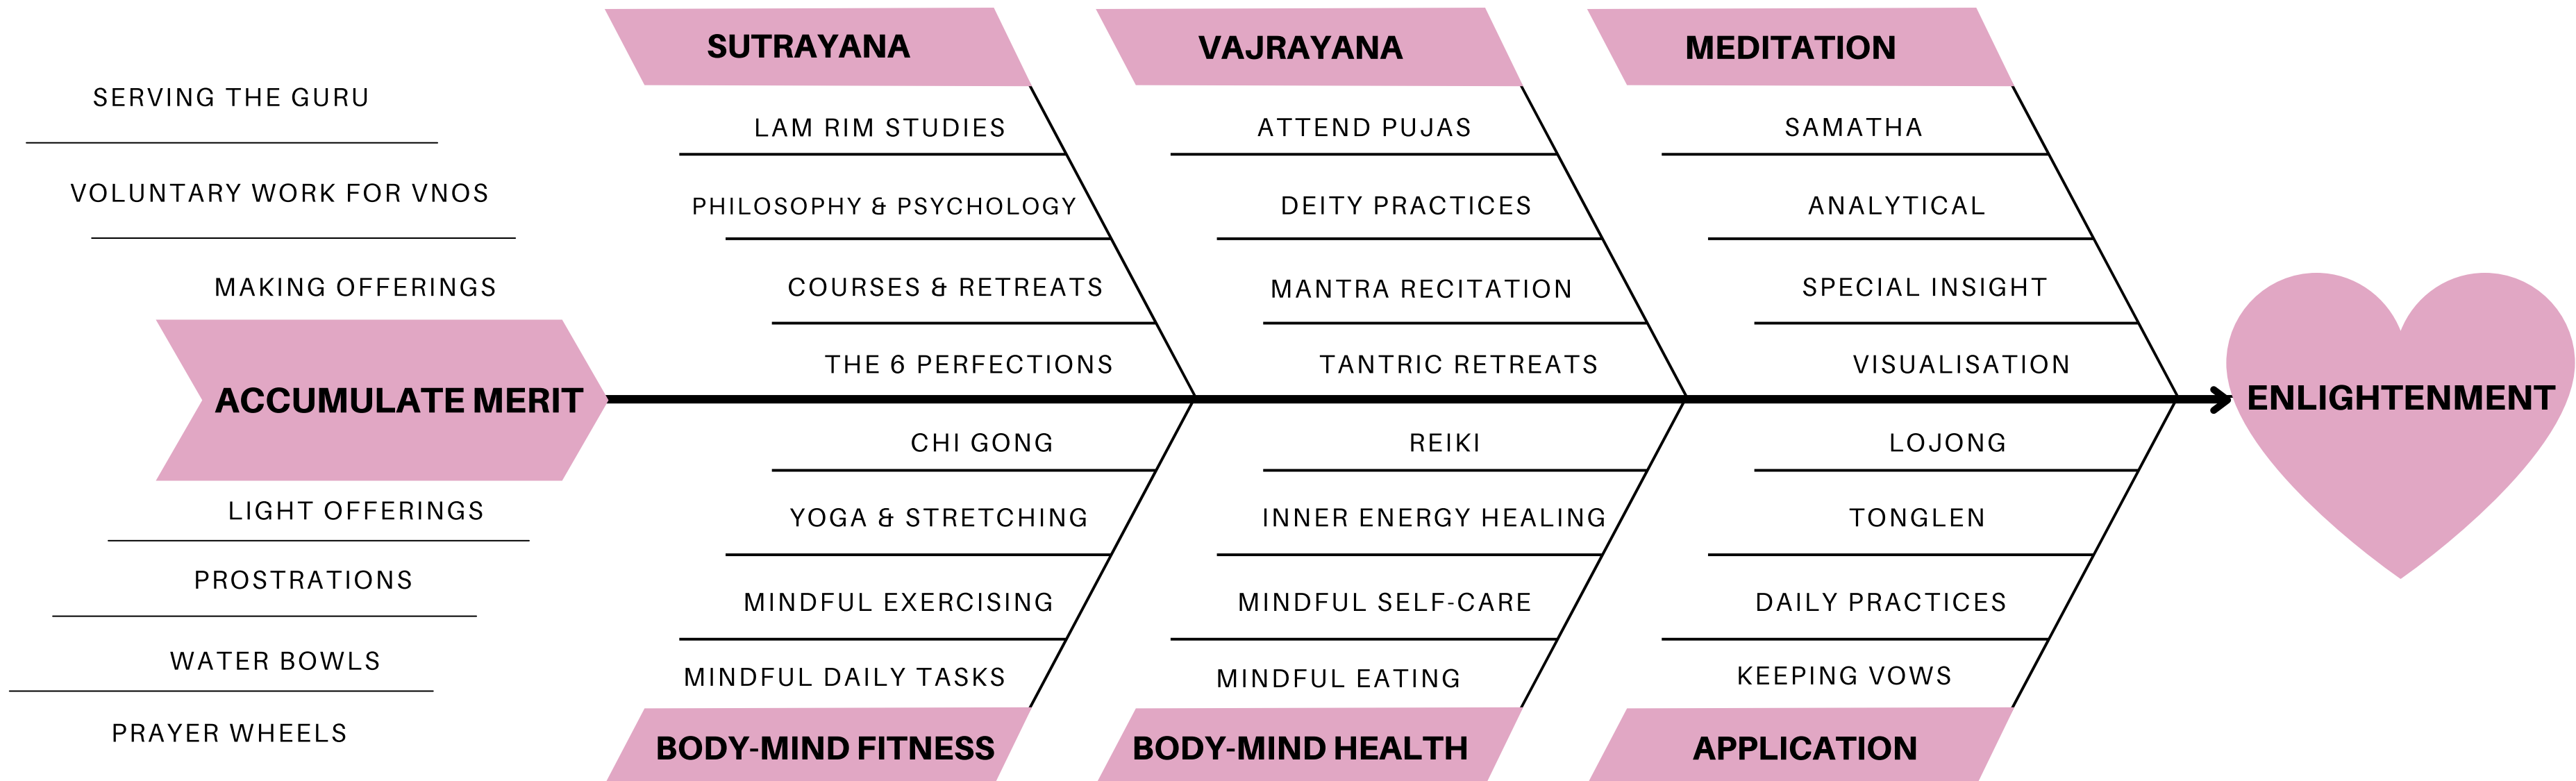 SERVING THE GURU
VOLUNTARY WORK FOR VNOS
MAKING OFFERINGS
ACCUMULATE MERIT
LIGHT OFFERINGS
PROSTRATIONS
WATER BOWLS
PRAYER WHEELS
SUTRAYANA
LAM RIM STUDIES
PHILOSOPHY & PSYCHOLOGY
COURSES & RETREATS
THE 6 PERFECTIONS
VAJRAYANA
ATTEND PUJAS
DEITY PRACTICES
MANTRA RECITATION
TANTRIC RETREATS
MEDITATION
SAMATHA
ANALYTICAL
SPECIAL INSIGHT
VISUALISATION
CHI GONG
YOGA & STRETCHING
MINDFUL EXERCISING
MINDFUL DAILY TASKS
BODY-MIND FITNESS
REIKI
INNER ENERGY HEALING
MINDFUL SELF-CARE
MINDFUL EATING
BODY-MIND HEALTH
LOJONG
TONGLEN
DAILY PRACTICES
KEEPING VOWS
APPLICATION
ENLIGHTENMENT